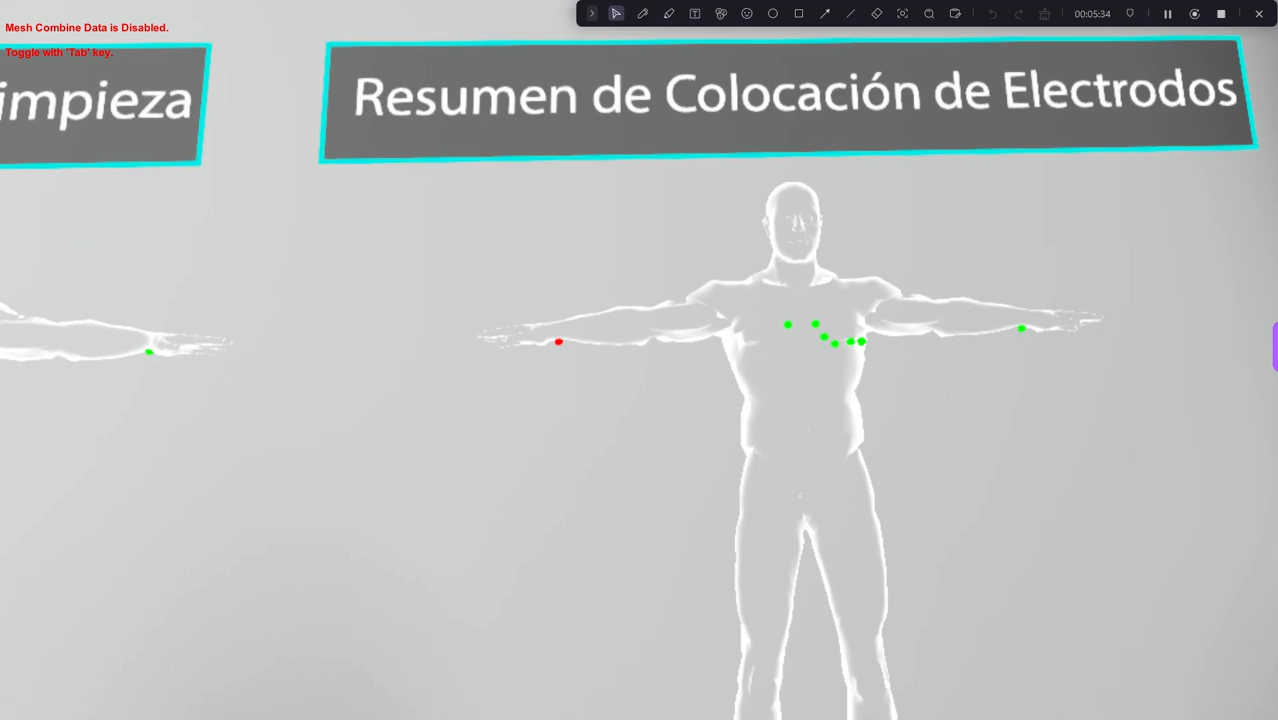 Mesh Combine Data is Disabled.
Toggle with 'Tab' key.
00:05:34
impieza
Resumen de Colocación de Electrodos